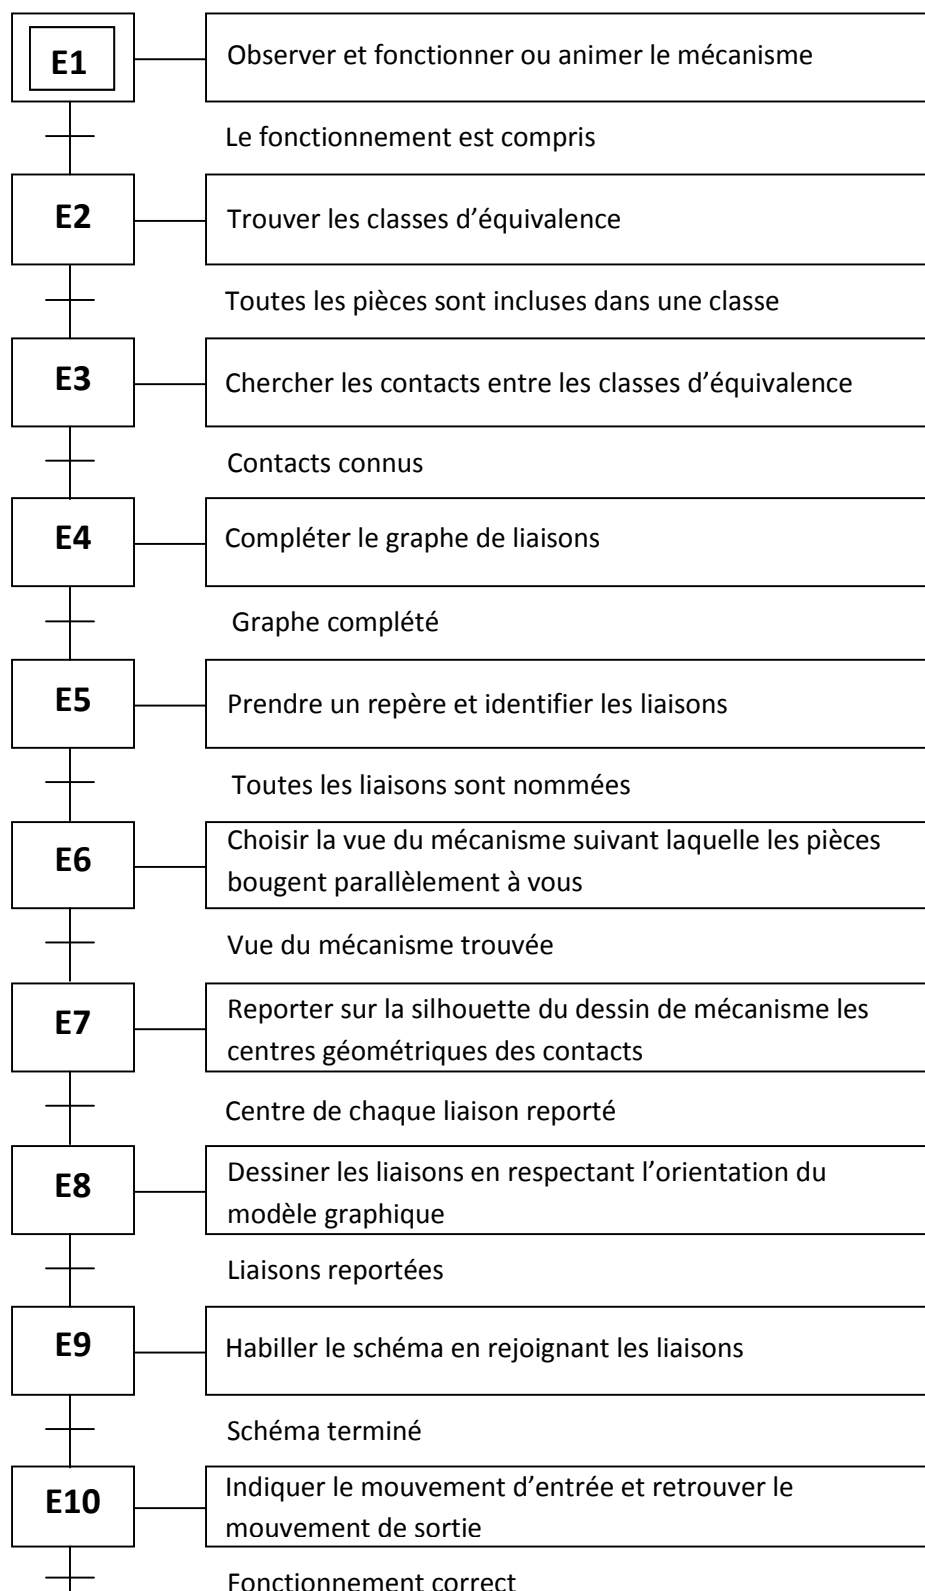 E1
Observer et fonctionner ou animer le mécanisme
Le fonctionnement est compris
E2
Trouver les classes d’équivalence
Toutes les pièces sont incluses dans une classe
E3
Chercher les contacts entre les classes d’équivalence
Contacts connus
E4
Compléter le graphe de liaisons
Graphe complété
E5
Prendre un repère et identifier les liaisons
Toutes les liaisons sont nommées
E6
Choisir la vue du mécanisme suivant laquelle les pièces
bougent parallèlement à vous
Vue du mécanisme trouvée
E7
Reporter sur la silhouette du dessin de mécanisme les
centres géométriques des contacts
Centre de chaque liaison reporté
E8
Dessiner les liaisons en respectant l’orientation du
modèle graphique
Liaisons reportées
E9
Habiller le schéma en rejoignant les liaisons
Schéma terminé
E10
Indiquer le mouvement d’entrée et retrouver le
mouvement de sortie
Fonctionnement correct